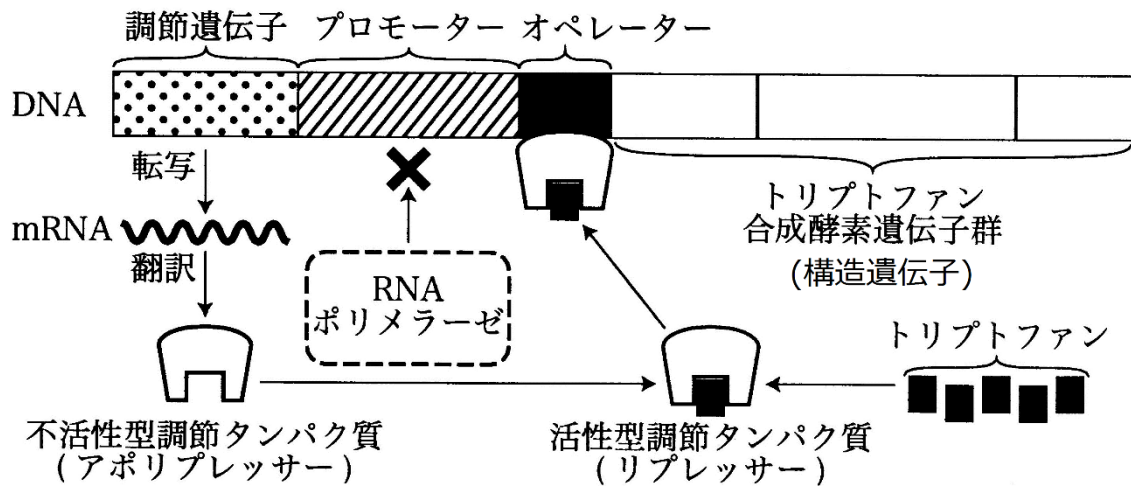 調節遺伝子 プロモーター オペレーター
DNA
転写
mRNA
翻訳
RNA
ポリメラーゼ
トリプトファン
合成酵素遺伝子群
(構造遺伝子)
トリプトファン
不活性型調節タンパク質
(アポリプレッサー)
活性型調節タンパク質
(リプレッサー)